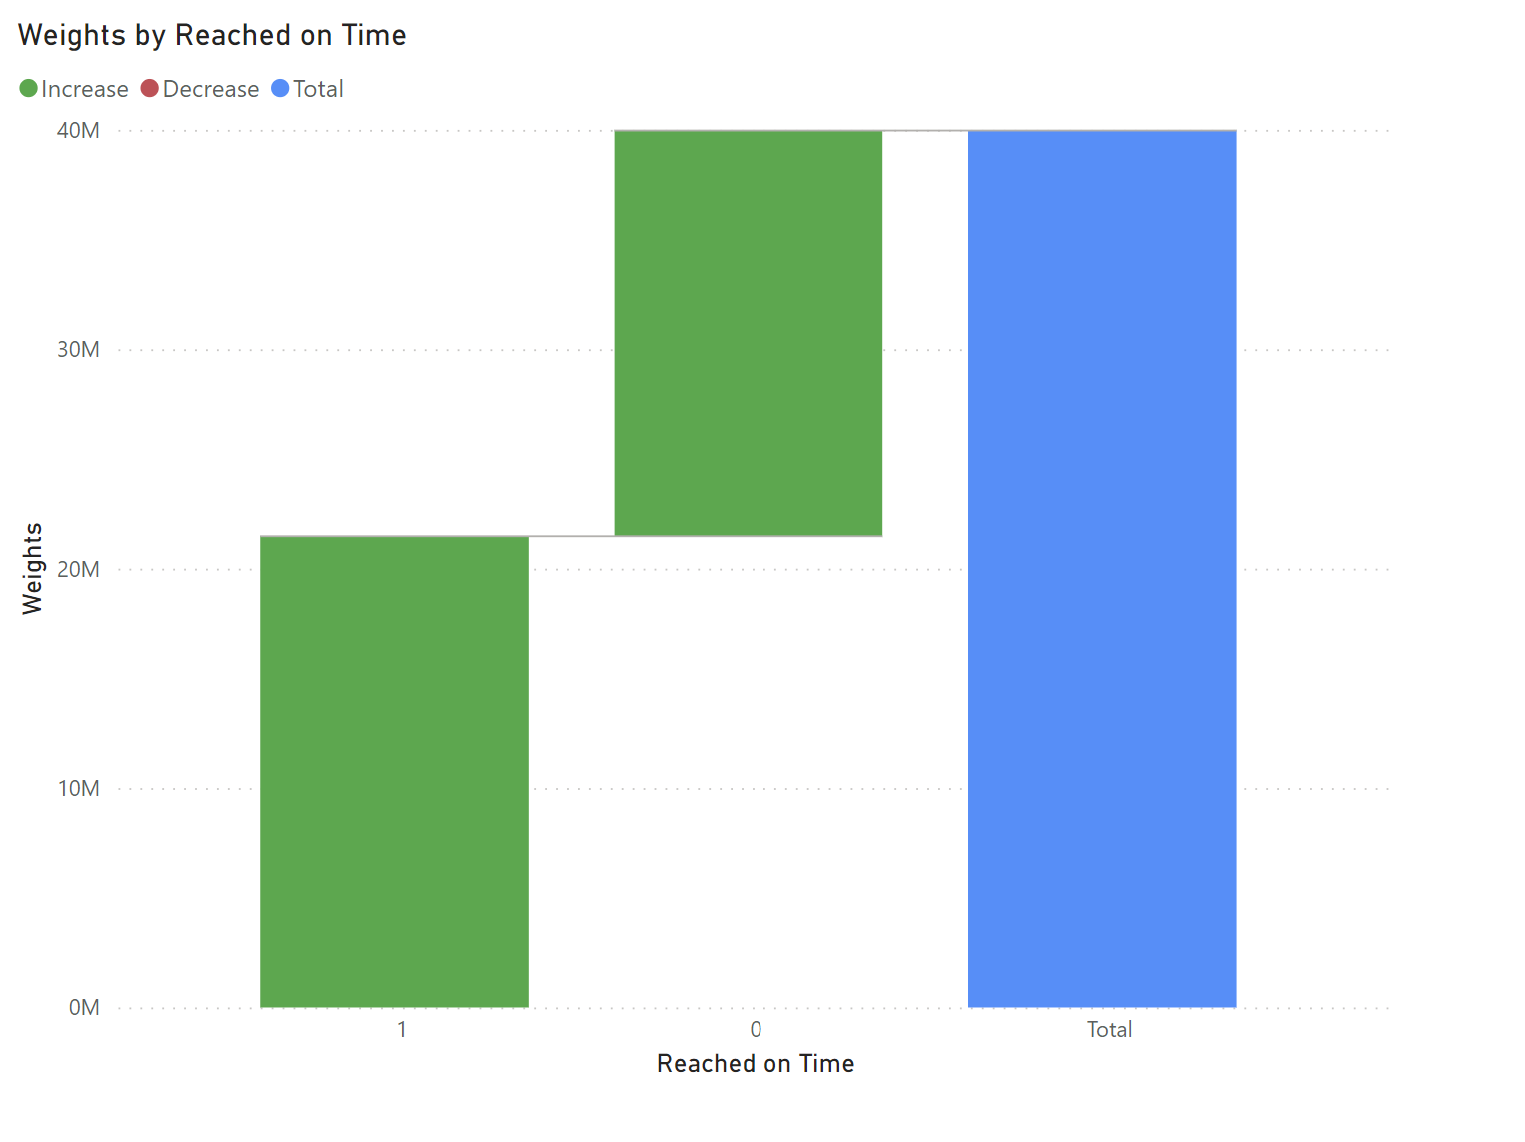 Weights by Reached on Time
Increase Decrease Total
40M
30M
20M
10M
0M
Weights
1 0 Total
Reached on Time